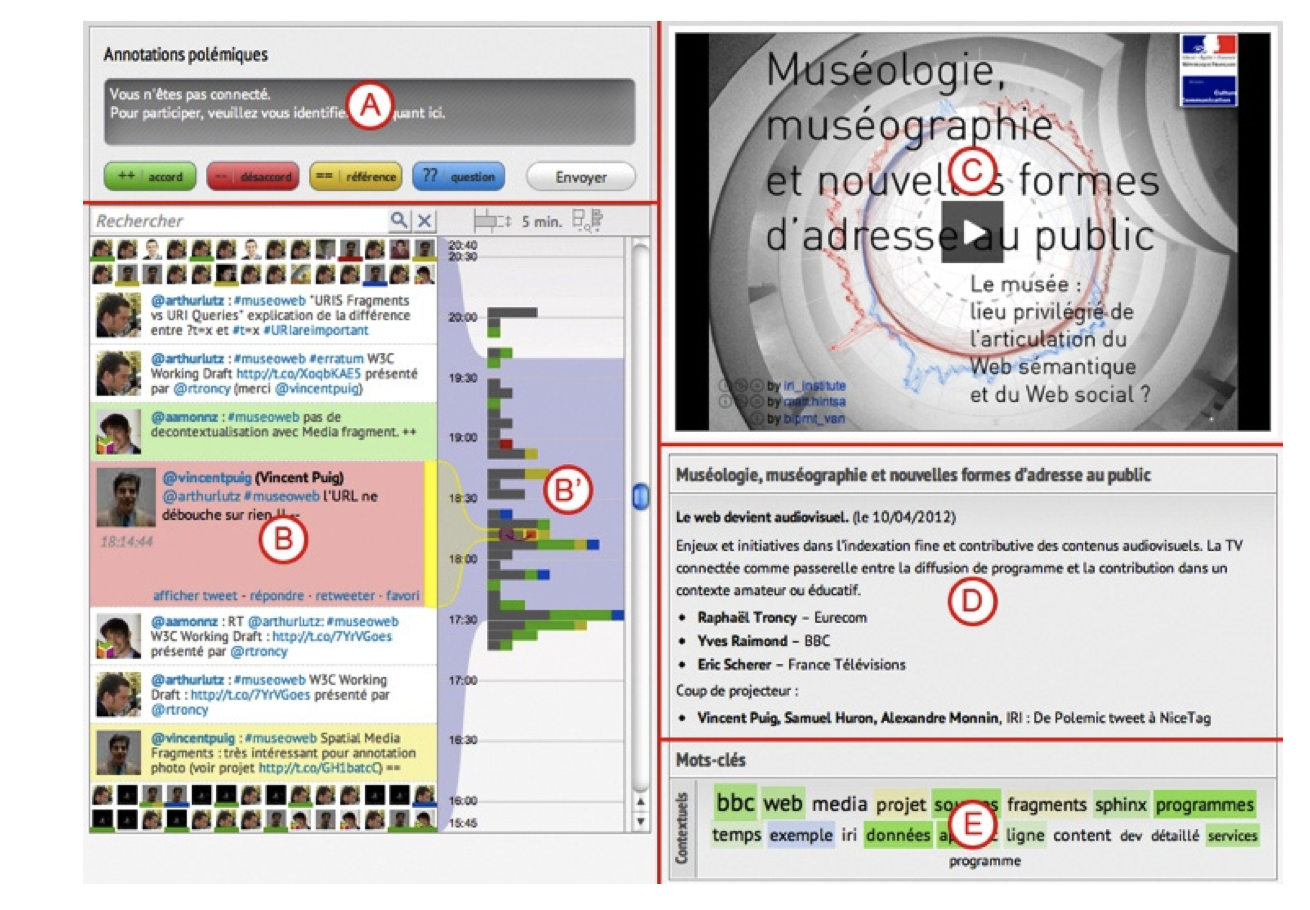 Annotations polémiques
A
Vous n'êtes pas connecté.
Pour participer, veuillez vous identifie quant ici.
++ accord
-- désaccord
== référence
?? question
Envoyer
Rechercher
5 min.
@arthurlutz : #museoweb "URIS Fragments
vs URI Queries" explication de la différence
entre ?t=x et #t=x #URIareimportant
@arthurlutz : #museoweb #erratum W3C
Working Draft http://t.co/XoqbKAE5 présenté
par @rtroncy (merci @vincentpuig)
@aamonnz : #museoweb pas de
decontextualisation avec Media fragment. ++
@vincentpuig (Vincent Puig)
@arthurlutz #museoweb l'URL ne
débouche sur rien !! --
18:14:44
B
afficher tweet - répondre - retweeter - favori
@aamonnz : RT @arthurlutz: #museoweb
W3C Working Draft : http://t.co/7YrVGoes
présenté par @rtroncy
@arthurlutz : #museoweb W3C Working
Draft : http://t.co/7YrVGoes présenté par
@rtroncy
@vincentpuig : #museoweb Spatial Media
Fragments : très intéressant pour annotation
photo (voir projet http://t.co/GH1batcC) ==
20:40
20:30
20:00
19:30
19:00
18:30
B'
18:00
17:30
17:00
16:30
16:00
15:45
Muséologie,
muséographie
et nouvelles formes
d'adresse au public
C
Le musée :
lieu privilégie de
l'articulation du
Web sémantique
et du Web social ?
by iri_institute
by matthintsa
by bipmt_van
Muséologie, muséographie et nouvelles formes d'adresse au public
Le web devient audiovisuel. (le 10/04/2012)
Enjeux et initiatives dans l'indexation fine et contributive des contenus audiovisuels. La TV
connectée comme passerelle entre la diffusion de programme et la contribution dans un
contexte amateur ou éducatif.
D
• Raphaël Troncy – Eurecom
• Yves Raimond – BBC
• Eric Scherer – France Télévisions
Coup de projecteur :
• Vincent Puig, Samuel Huron, Alexandre Monnin, IRI : De Polemic tweet à NiceTag
Mots-clés
Contextuels
bbc web media projet fragments sphinx programmes
E
temps exemple iri données ligne content dev détaillé services
programme